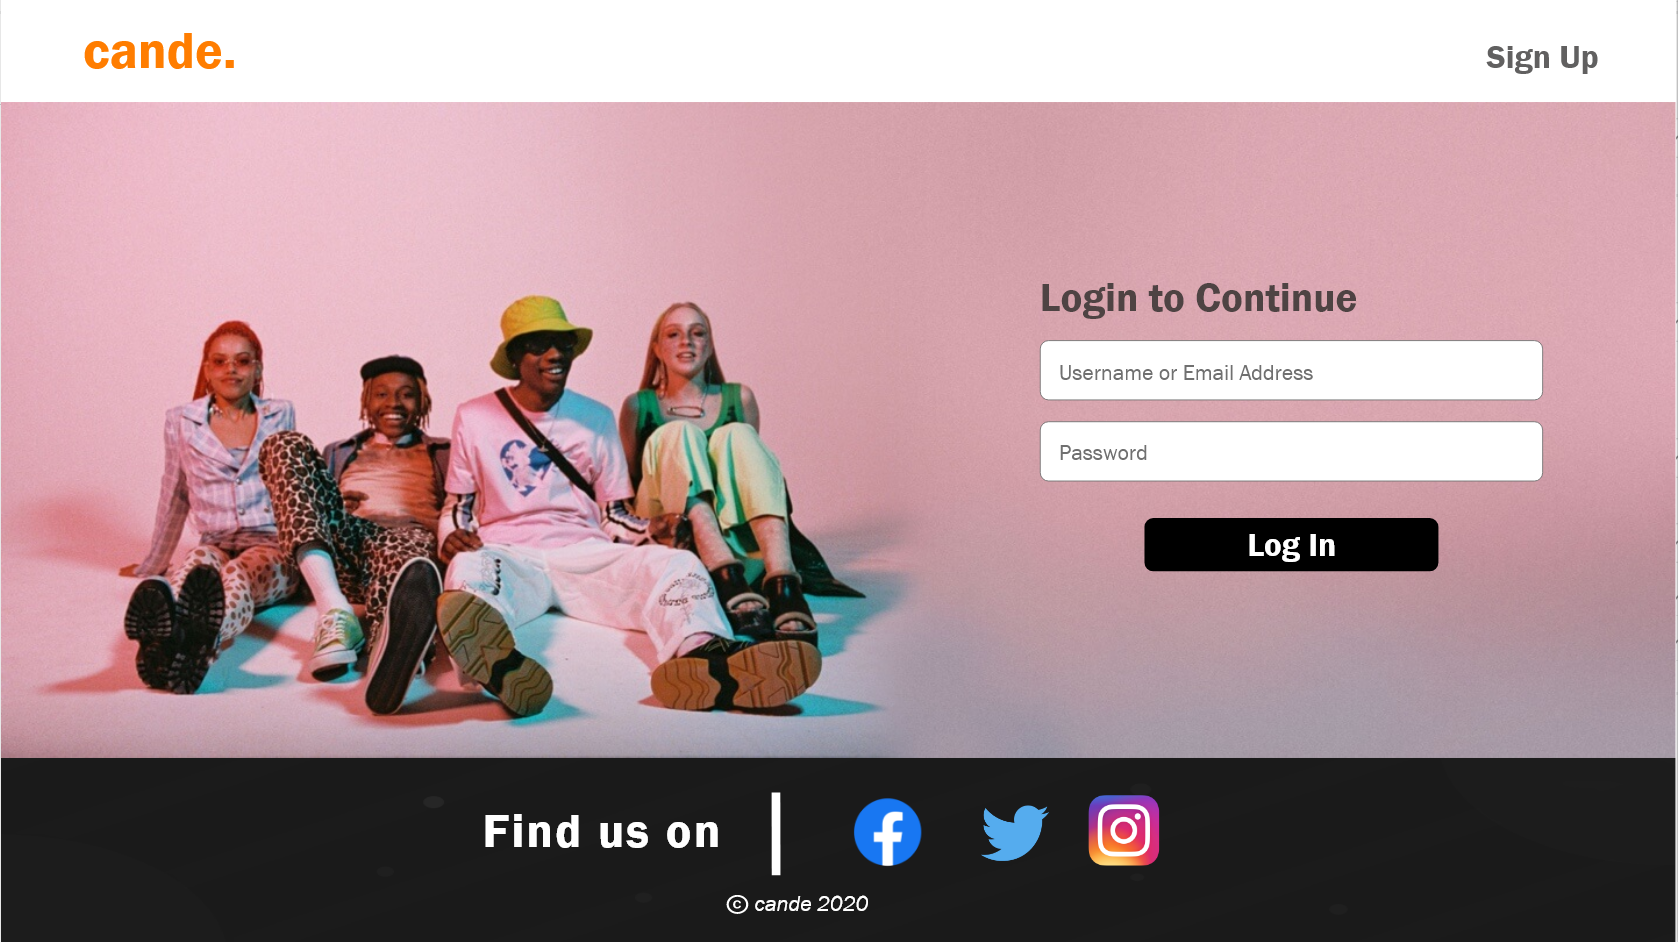 cande.
Sign Up
Login to Continue
Username or Email Address
Password
Log In
Find us on
© cande 2020